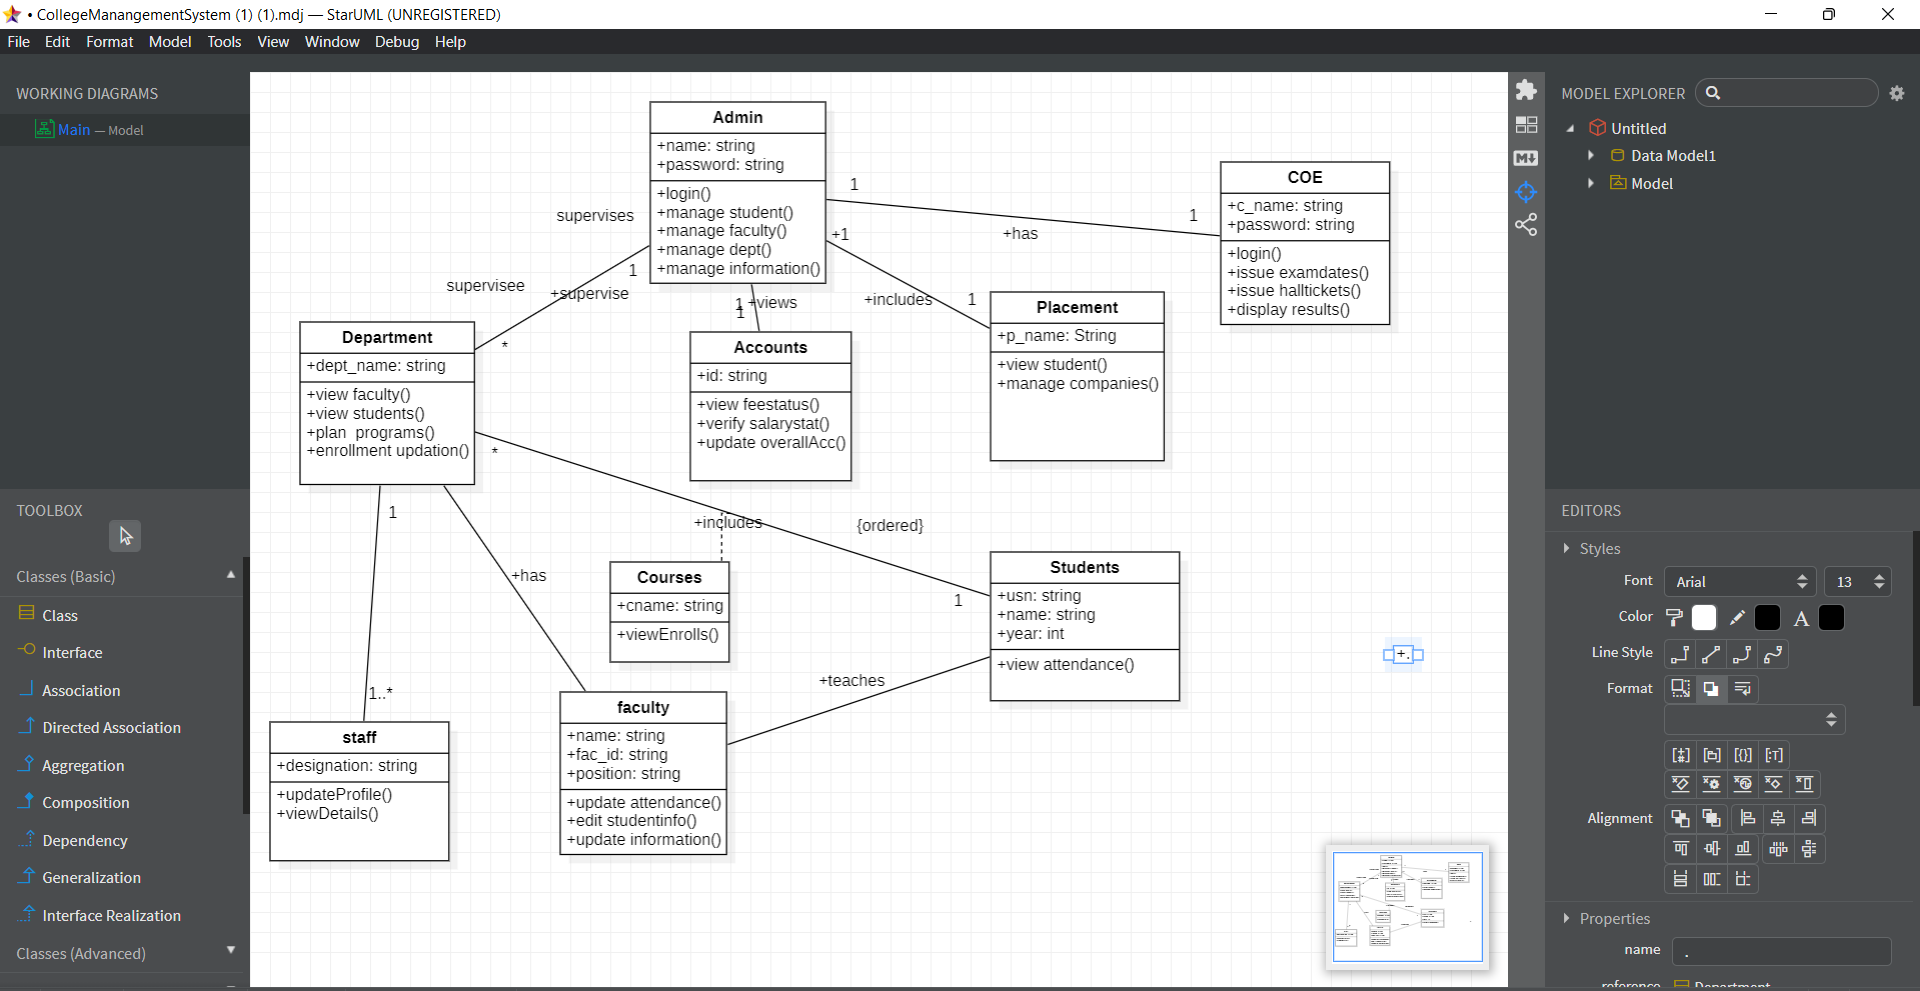 • CollegeManangementSystem (1) (1).mdj — StarUML (UNREGISTERED)
File Edit Format Model Tools View Window Debug Help
WORKING DIAGRAMS
Main — Model
TOOLBOX
Classes (Basic)
Class
Interface
Association
Directed Association
Aggregation
Composition
Dependency
Generalization
Interface Realization
Classes (Advanced)
Admin
+name: string
+password: string
+login()
+manage student()
+manage faculty()
+manage dept()
+manage information()
1
1
+has
COE
+c_name: string
+password: string
+login()
+issue examdates()
+issue halltickets()
+display results()
supervises
1
supervisee
+supervise
*
+1
+includes
1
1
+views
1
Placement
+p_name: String
+view student()
+manage companies()
Department
+dept_name: string
+view faculty()
+view students()
+plan  programs()
+enrollment updation()
Accounts
+id: string
+view feestatus()
+verify salarystat()
+update overallAcc()
*
+includes
{ordered}
1
1
+has
1..*
Courses
+cname: string
+viewEnrolls()
Students
+usn: string
+name: string
+year: int
+view attendance()
+teaches
faculty
+name: string
+fac_id: string
+position: string
+update attendance()
+edit studentinfo()
+update information()
staff
+designation: string
+updateProfile()
+viewDetails()
+.
MODEL EXPLORER
Untitled
Data Model1
Model
EDITORS
Styles
Font Arial 13
Color
Line Style
Format
Alignment
Properties
name .
reference Department